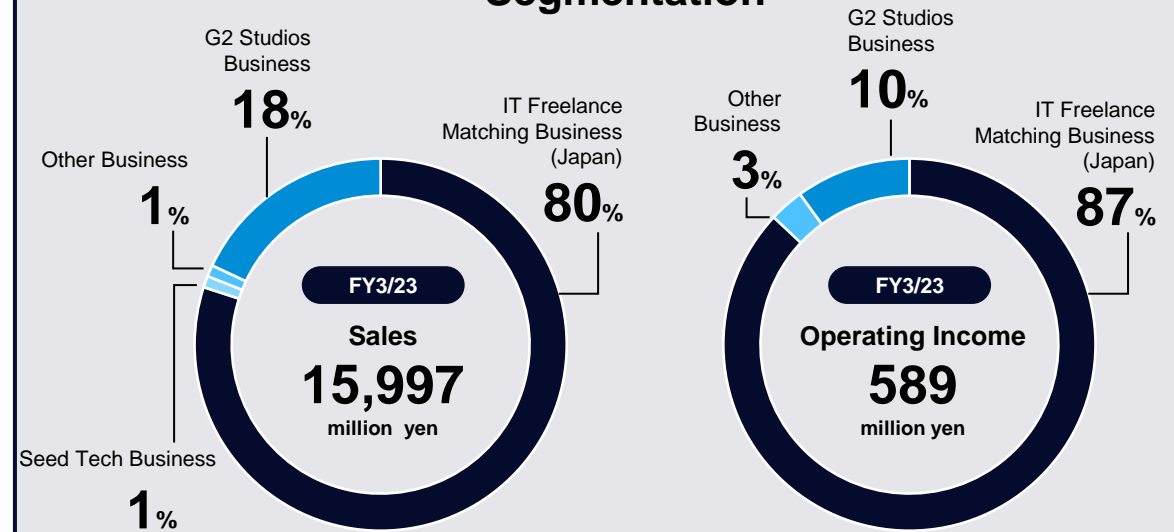 Segmentation
G2 Studios
Business
18%
IT Freelance
Matching Business
(Japan)
80%
Other Business
1%
Seed Tech Business
1%
FY3/23
Sales
15,997
million yen
G2 Studios
Business
10%
Other
Business
3%
IT Freelance
Matching Business
(Japan)
87%
FY3/23
Operating Income
589
million yen